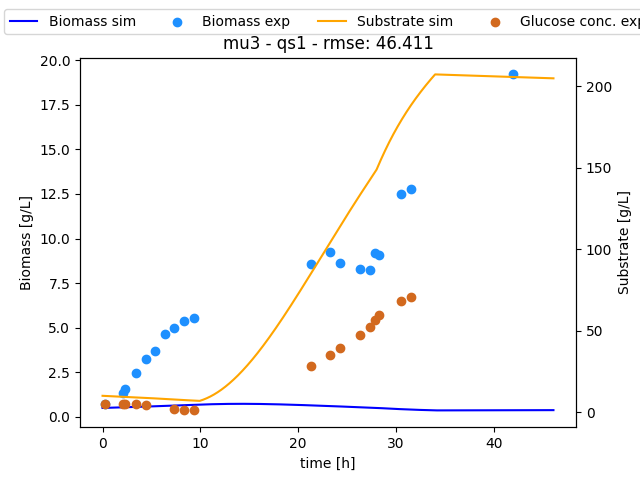 Biomass sim Biomass exp Substrate sim Glucose conc. exp
mu3 - qs1 - rmse: 46.411
20.0
17.5
15.0
12.5
10.0
7.5
5.0
2.5
0.0
Biomass [g/L]
200
150
100
50
0
Substrate [g/L]
0 10 20 30 40
time [h]